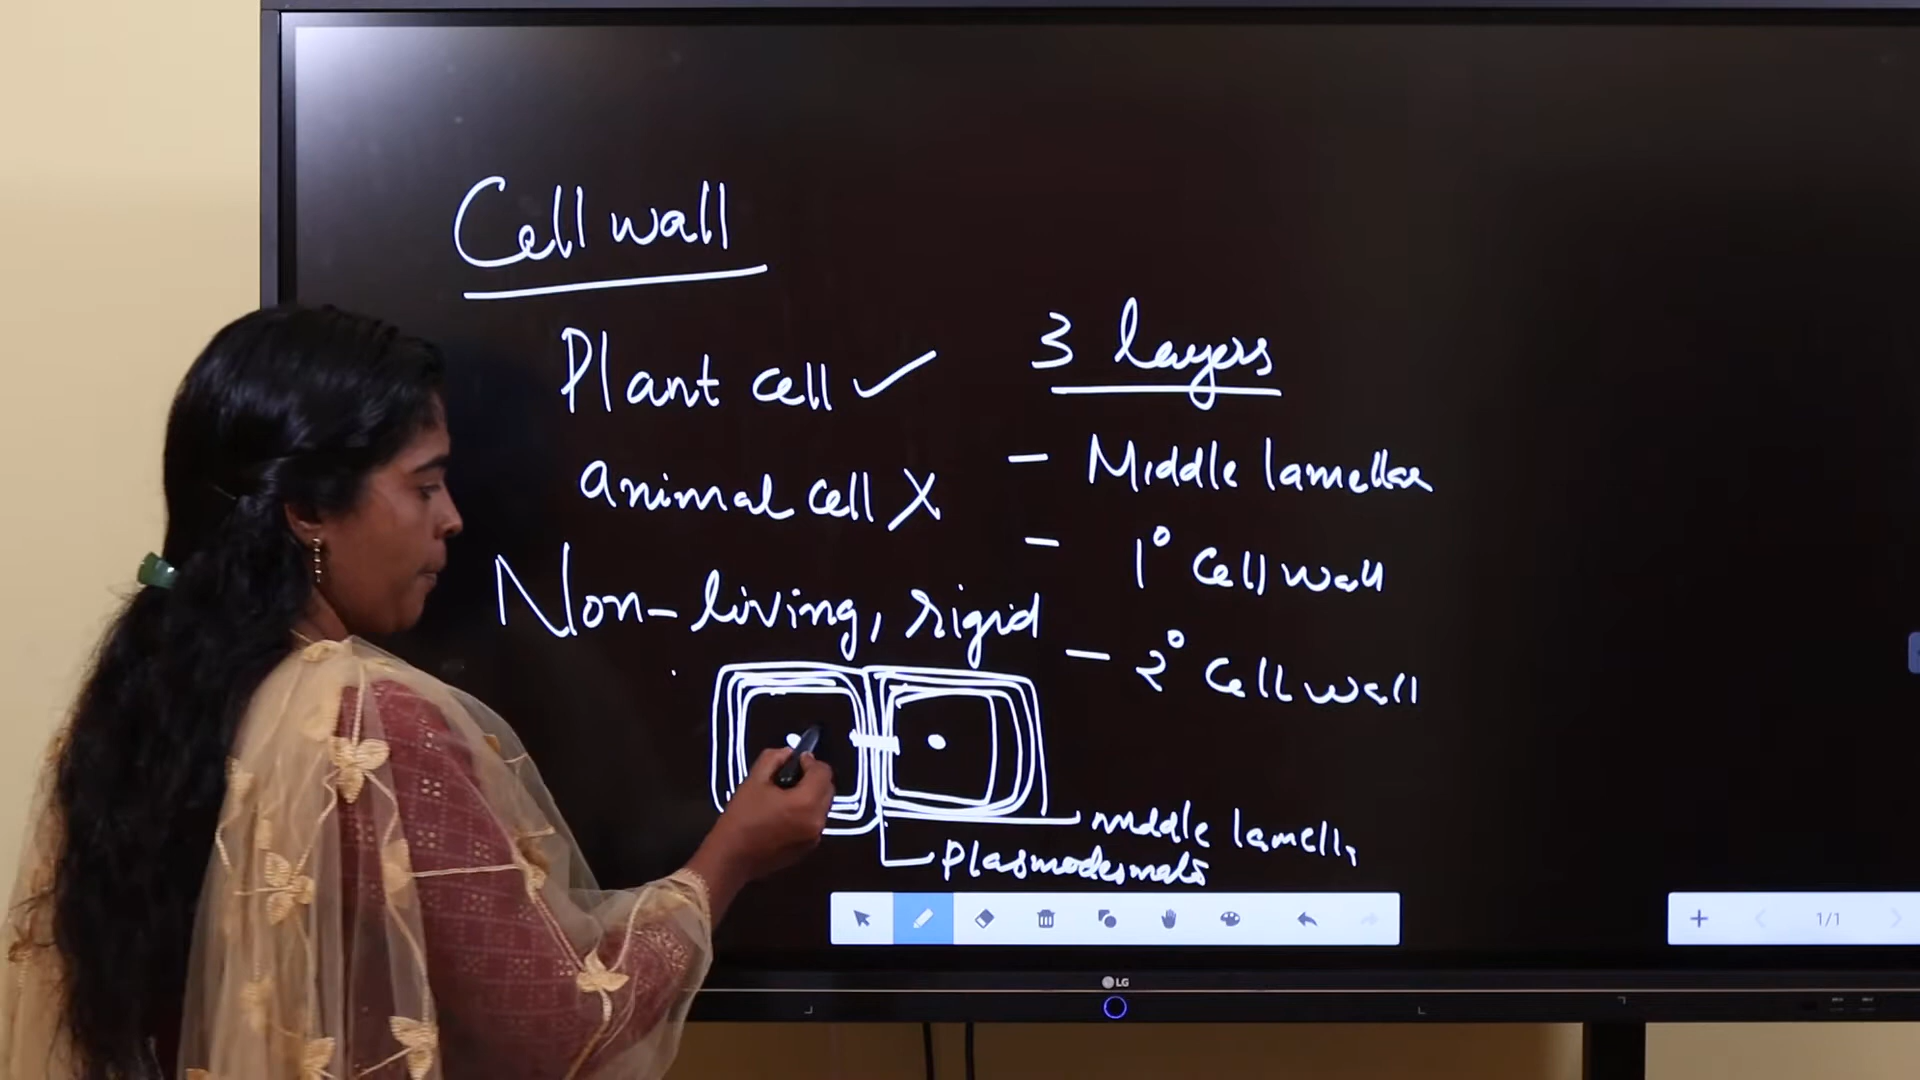 Cell wall
Plant cell ✓
animal cell X
Non-living, rigid
3 layers
- Middle lamellae
- 1° Cell wall
- 2° Cell wall
middle lamella
Plasmodesmata
1/1
LG